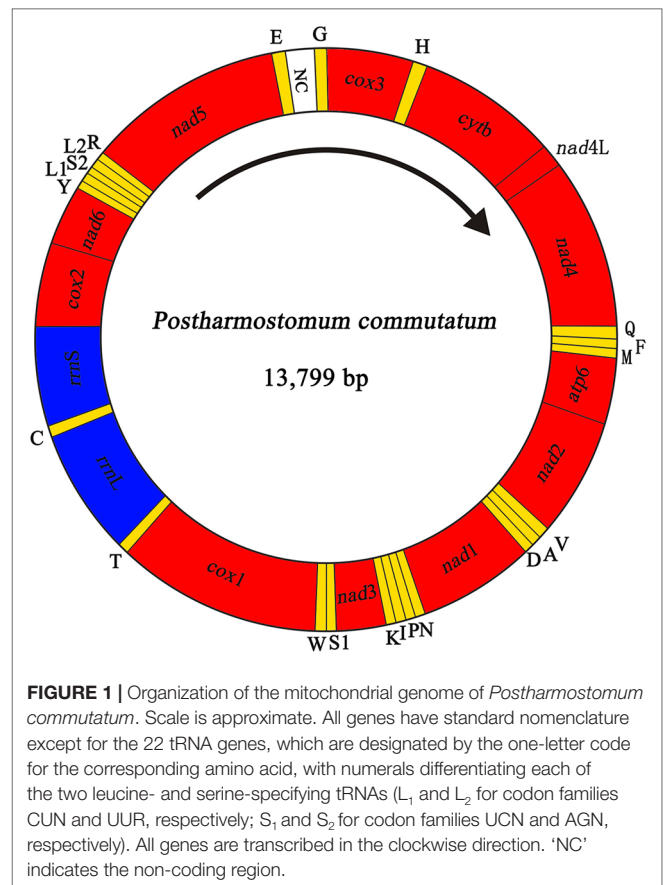 E
G
H
NC
cox3
cytb
nad5
nad4L
L2R
L1S2
Y
nad4
nad6
cox2
Postharmostomum commutatum
13,799 bp
Q
F
M
atp6
rrnS
nad2
C
rrnL
V
A
D
T
nad1
cox1
nad3
N
P
I
K
W S1
FIGURE 1 | Organization of the mitochondrial genome of Postharmostomum
commutatum. Scale is approximate. All genes have standard nomenclature
except for the 22 tRNA genes, which are designated by the one-letter code
for the corresponding amino acid, with numerals differentiating each of
the two leucine- and serine-specifying tRNAs (L1 and L2 for codon families
CUN and UUR, respectively; S1 and S2 for codon families UCN and AGN,
respectively). All genes are transcribed in the clockwise direction. ‘NC’
indicates the non-coding region.